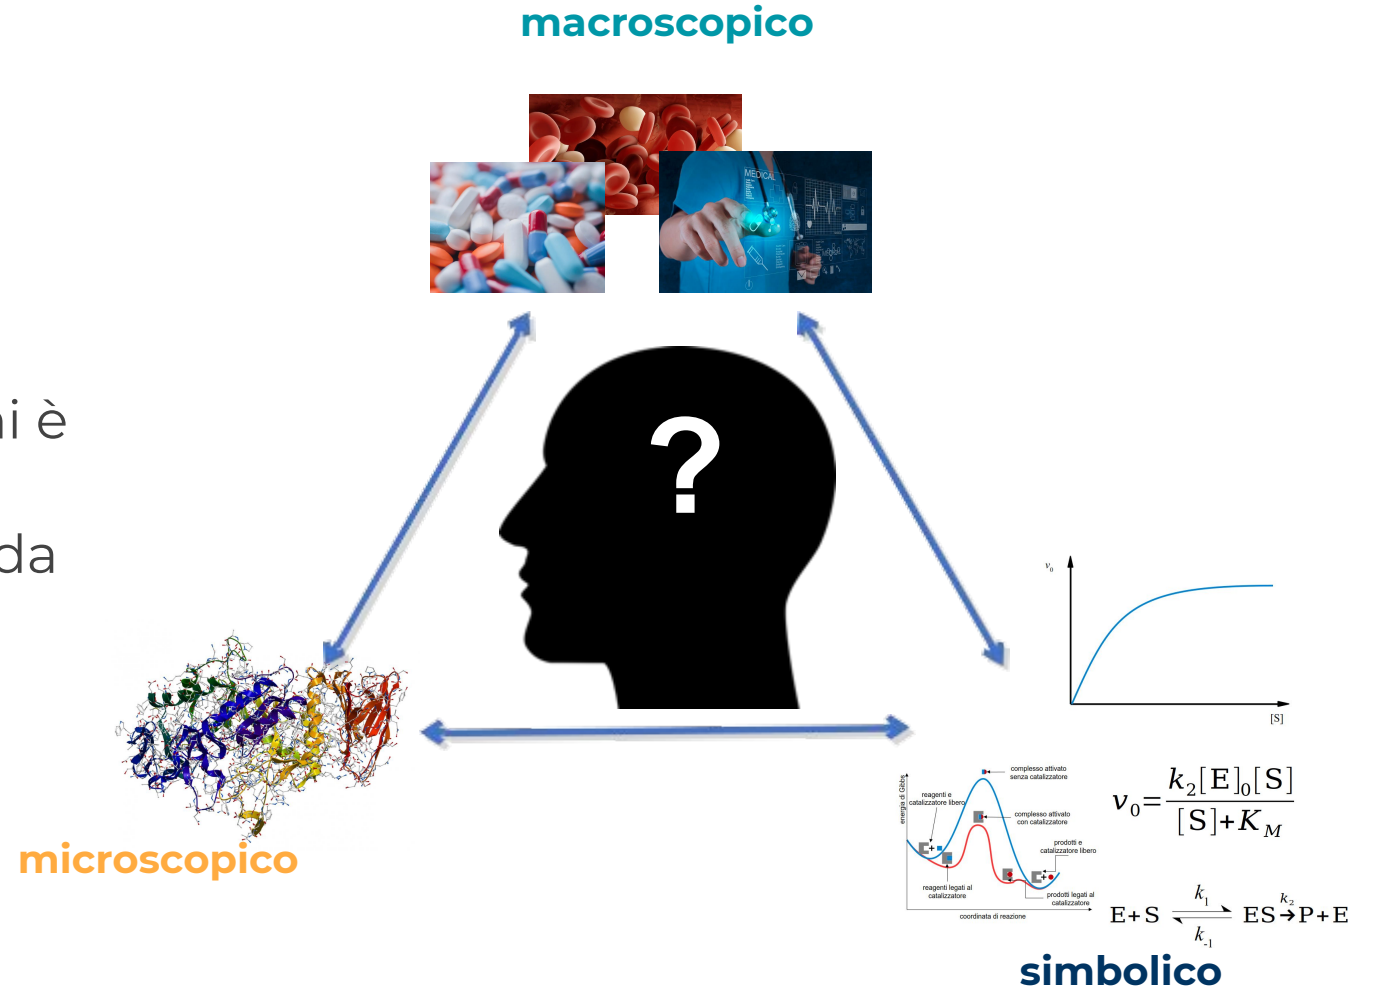 macroscopico
MEDICAL
i è
da
?
v₀
[S]
microscopico
energia di Gibbs
complesso attivato
senza catalizzatore
reagenti e
catalizzatore libero
complesso attivato
con catalizzatore
prodotti e
catalizzatore libero
reagenti legati al
catalizzatore
prodotti legati al
catalizzatore
coordinata di reazione
v₀=k₂[E]₀[S]/[S]+K_M
E+S k₁ k₋₁ ES k₂→P+E
simbolico